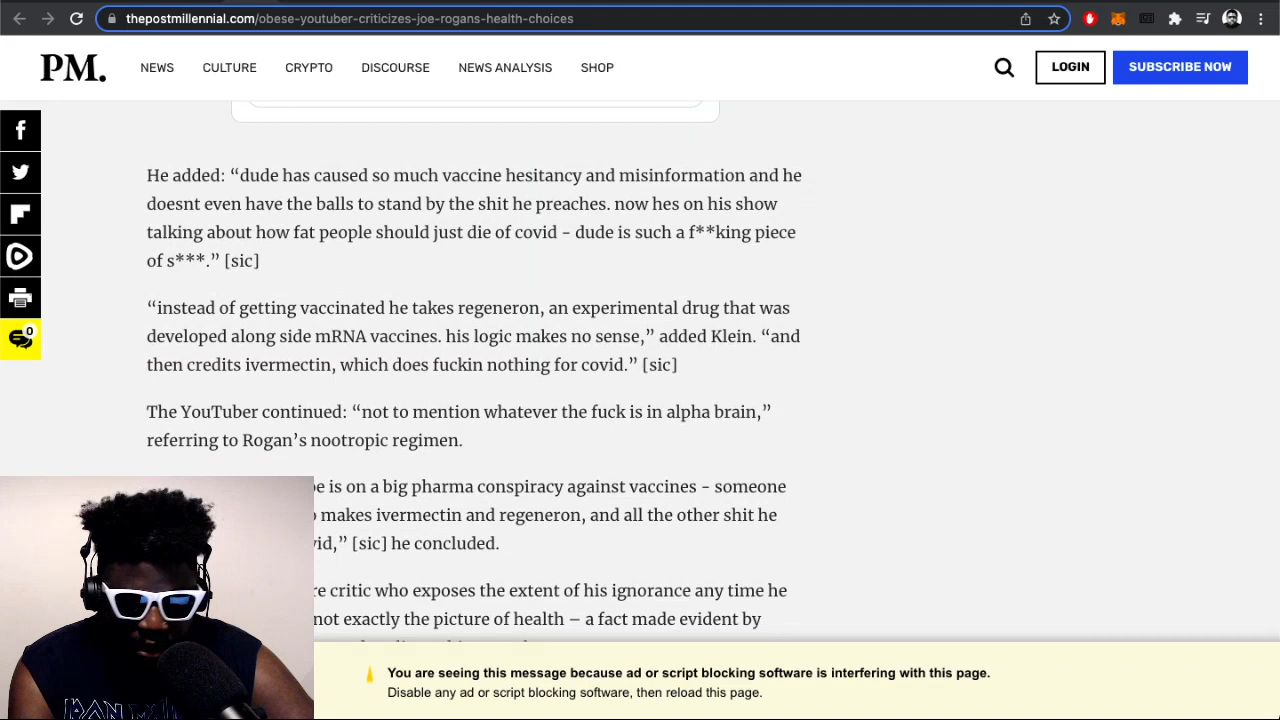 thepostmillennial.com/obese-youtuber-criticizes-joe-rogans-health-choices
PM.
NEWS
CULTURE
CRYPTO
DISCOURSE
NEWS ANALYSIS
SHOP
LOGIN
SUBSCRIBE NOW
He added: “dude has caused so much vaccine hesitancy and misinformation and he
doesnt even have the balls to stand by the shit he preaches. now hes on his show
talking about how fat people should just die of covid - dude is such a f**king piece
of s***.” [sic]
“instead of getting vaccinated he takes regeneron, an experimental drug that was
developed along side mRNA vaccines. his logic makes no sense,” added Klein. “and
then credits ivermectin, which does fuckin nothing for covid.” [sic]
The YouTuber continued: “not to mention whatever the fuck is in alpha brain,”
referring to Rogan’s nootropic regimen.
is on a big pharma conspiracy against vaccines - someone
makes ivermectin and regeneron, and all the other shit he
[sic] he concluded.
critic who exposes the extent of his ignorance any time he
not exactly the picture of health – a fact made evident by
0
You are seeing this message because ad or script blocking software is interfering with this page.
Disable any ad or script blocking software, then reload this page.